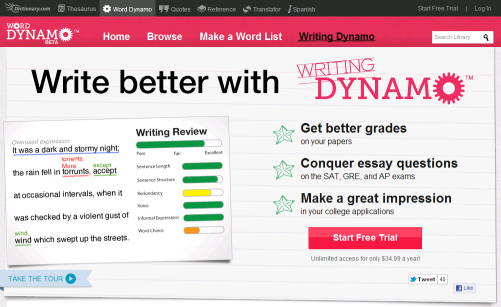 Dictionary.com Thesaurus Word Dynamo Quotes Reference Translator Spanish Start Free Trial Log In
WORD
DYNAMO™
BETA
Home Browse Make a Word List Writing Dynamo Search Library
Write better with WRITING DYNAMO™
Overused expression
It was a dark and stormy night;
torrents,
More except
the rain fell in torrunts, accept
at occasional intervals, when it
was checked by a violent gust of
wind,
wind which swept up the streets.
Writing Review
Poor Fair Excellent
Sentence Length
Sentence Structure
Redundancy
Voice
Informal Expressions
Word Choice
Get better grades
on your papers
Conquer essay questions
on the SAT, GRE, and AP exams
Make a great impression
in your college applications
Start Free Trial
Unlimited access for only $34.99 a year!
TAKE THE TOUR
Tweet 40
Like